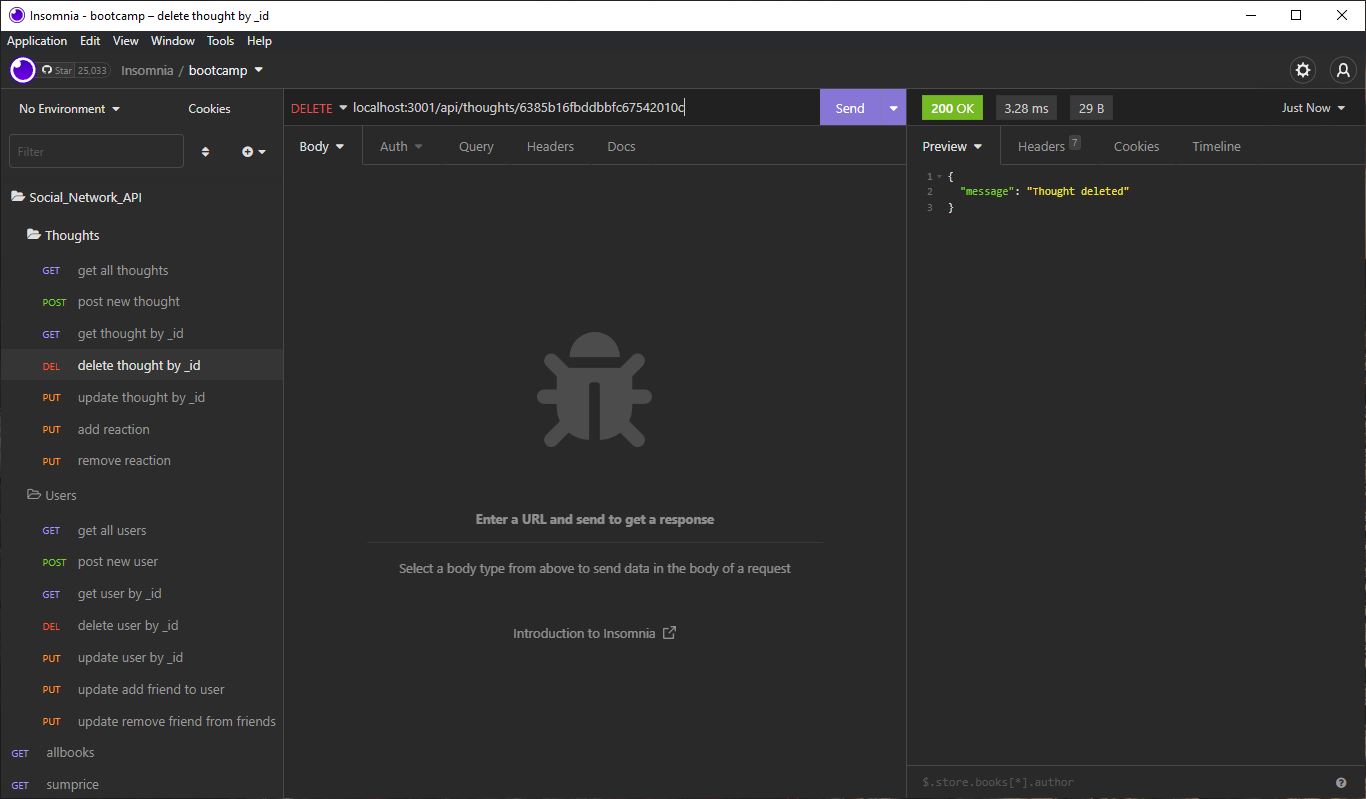 Insomnia - bootcamp – delete thought by _id
Application Edit View Window Tools Help
Star 25,033 Insomnia / bootcamp
No Environment Cookies
Filter
Social_Network_API
Thoughts
GET get all thoughts
POST post new thought
GET get thought by _id
DEL delete thought by _id
PUT update thought by _id
PUT add reaction
PUT remove reaction
Users
GET get all users
POST post new user
GET get user by _id
DEL delete user by _id
PUT update user by _id
PUT update add friend to user
PUT update remove friend from friends
GET allbooks
GET sumprice
DELETE localhost:3001/api/thoughts/6385b16fbddbbfc67542010c Send
Body Auth Query Headers Docs
Enter a URL and send to get a response
Select a body type from above to send data in the body of a request
Introduction to Insomnia
200 OK 3.28 ms 29 B Just Now
Preview Headers 7 Cookies Timeline
1 {
2 "message": "Thought deleted"
3 }
$.store.books[*].author